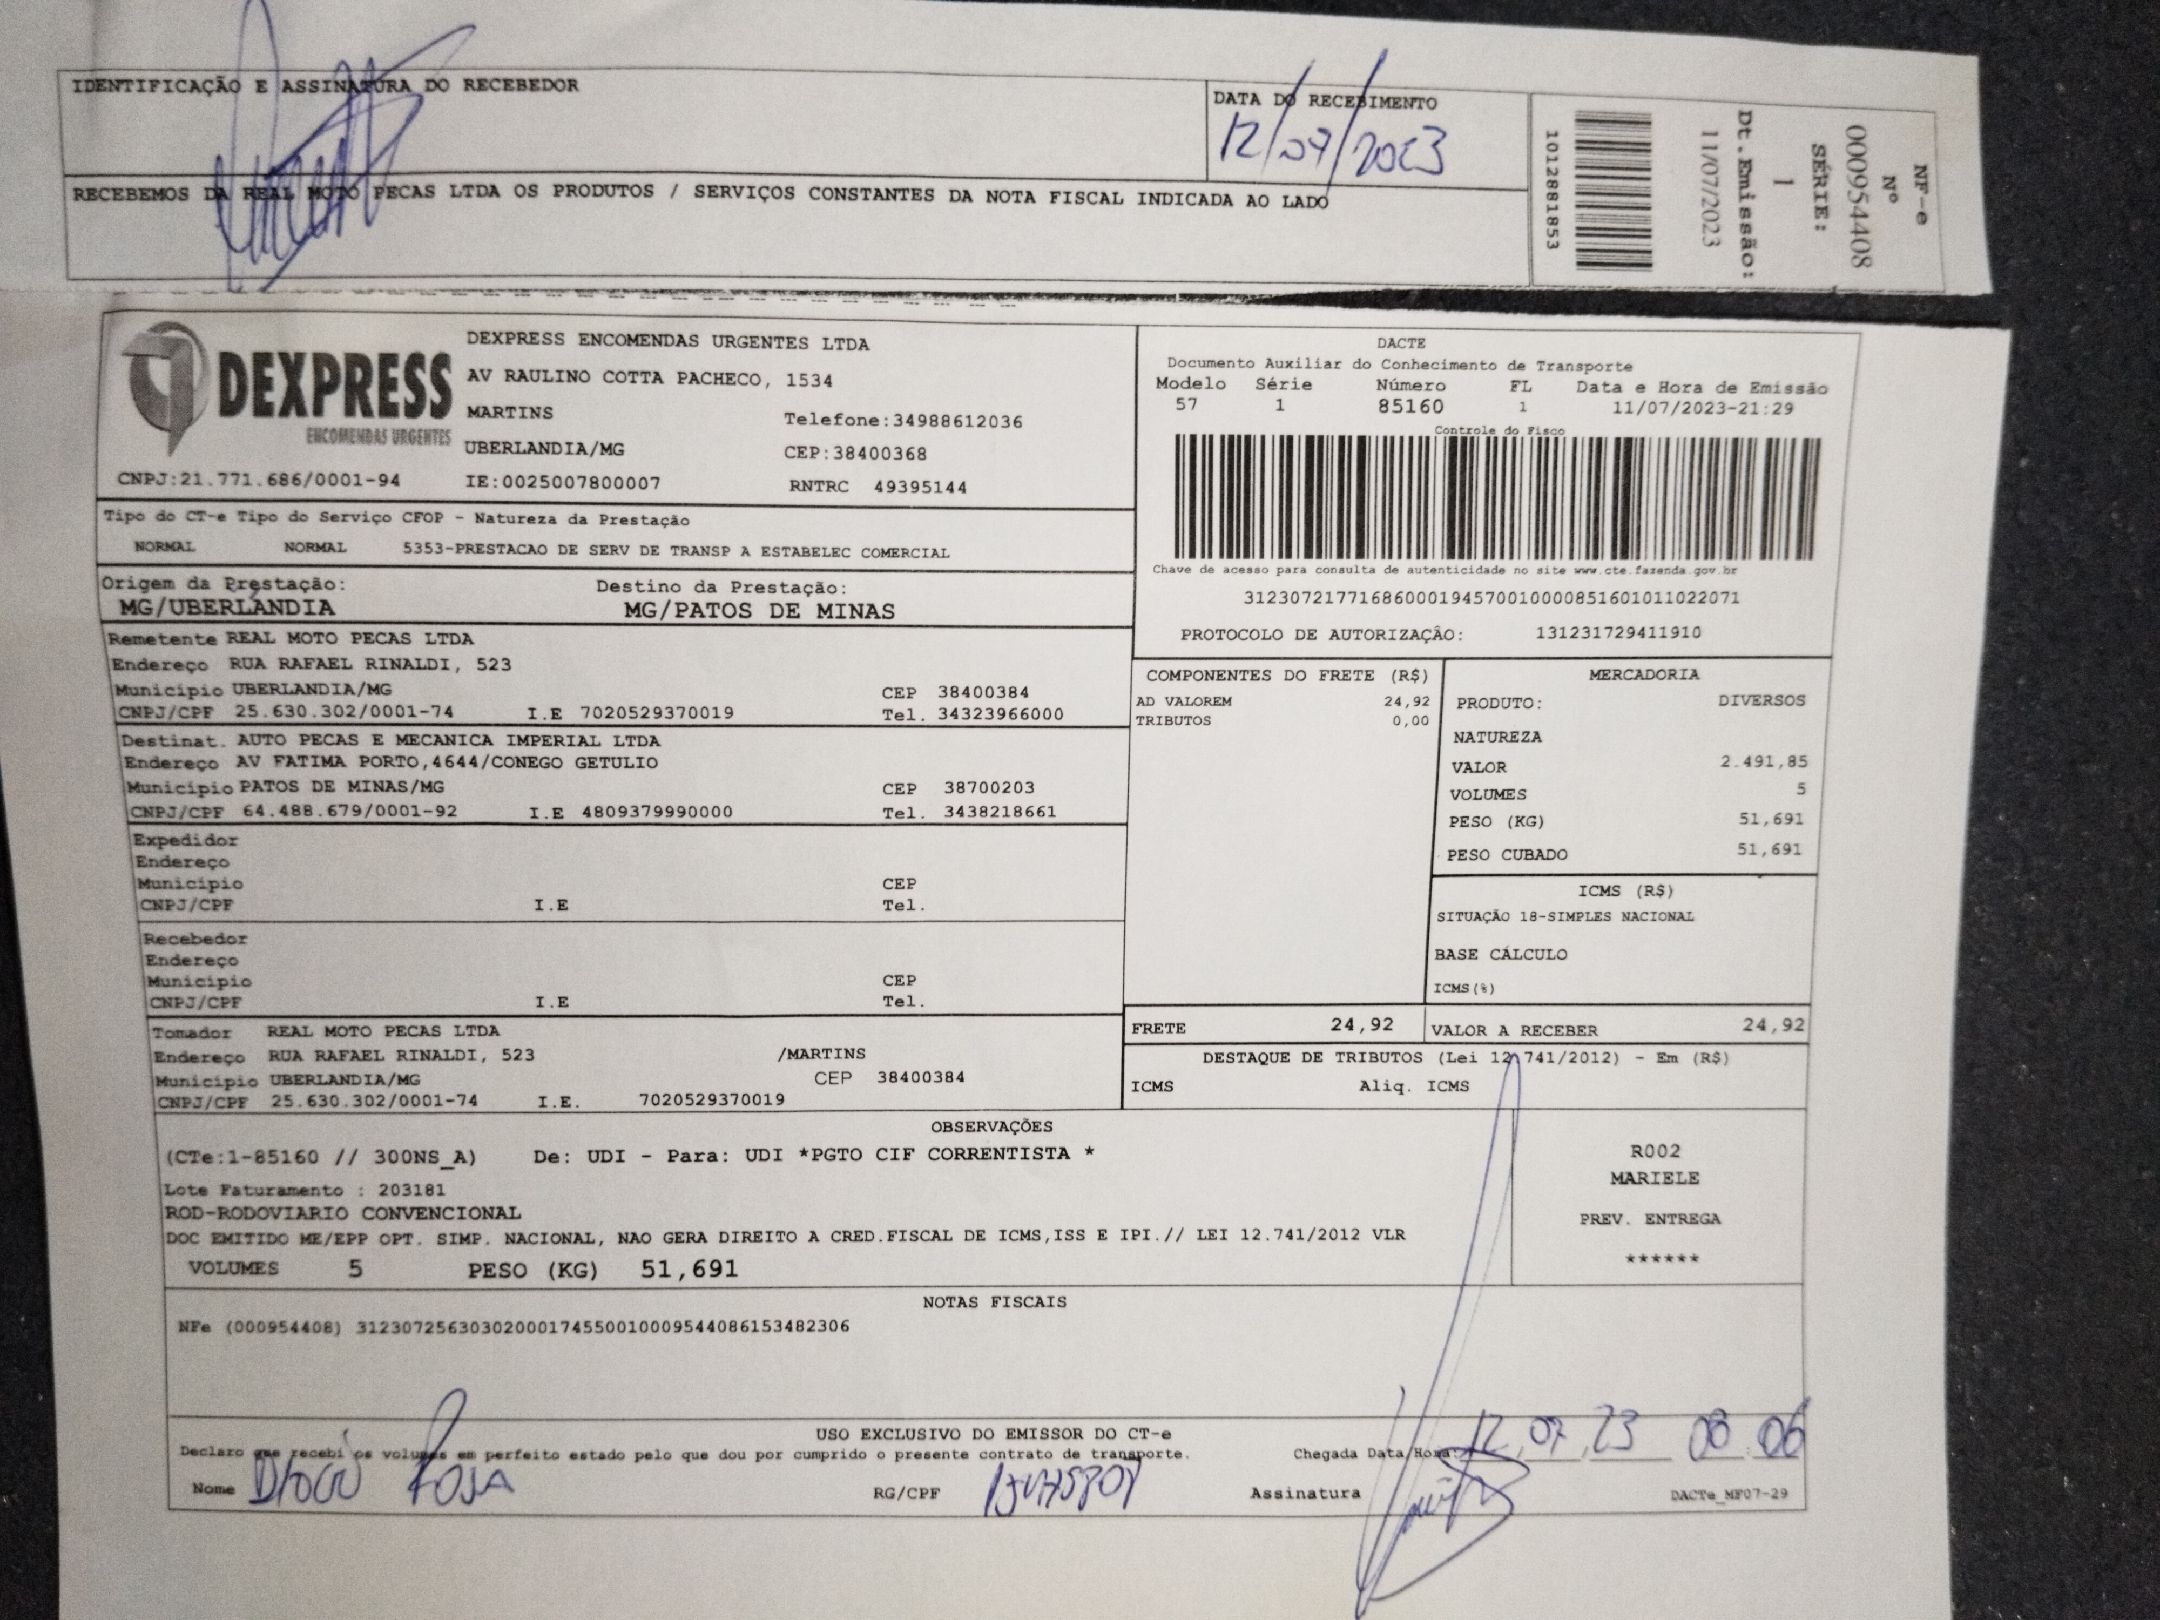 IDENTIFICAÇÃO E ASSINATURA DO RECEBEDOR
DATA DO RECEBIMENTO
12/07/2023
RECEBEMOS DA REAL MOTO PECAS LTDA OS PRODUTOS / SERVIÇOS CONSTANTES DA NOTA FISCAL INDICADA AO LADO
NF-e
Nº
000954408
SÉRIE:
1
Dt.Emissão:
11/07/2023
1012881853
DEXPRESS
ENCOMENDAS URGENTES
CNPJ:21.771.686/0001-94
DEXPRESS ENCOMENDAS URGENTES LTDA
AV RAULINO COTTA PACHECO, 1534
MARTINS Telefone:34988612036
UBERLANDIA/MG CEP:38400368
IE:0025007800007 RNTRC 49395144
DACTE
Documento Auxiliar do Conhecimento de Transporte
Modelo Série Número FL Data e Hora de Emissão
57 1 85160 1 11/07/2023-21:29
Controle do Fisco
Chave de acesso para consulta de autenticidade no site www.cte.fazenda.gov.br
31230721771686000194570010000851601011022071
PROTOCOLO DE AUTORIZAÇÃO: 131231729411910
Tipo do CT-e Tipo do Serviço CFOP - Natureza da Prestação
NORMAL NORMAL 5353-PRESTACAO DE SERV DE TRANSP A ESTABELEC COMERCIAL
Origem da Prestação: Destino da Prestação:
MG/UBERLANDIA MG/PATOS DE MINAS
Remetente REAL MOTO PECAS LTDA
Endereço RUA RAFAEL RINALDI, 523
Município UBERLANDIA/MG CEP 38400384
CNPJ/CPF 25.630.302/0001-74 I.E 7020529370019 Tel. 34323966000
Destinat. AUTO PECAS E MECANICA IMPERIAL LTDA
Endereço AV FATIMA PORTO,4644/CONEGO GETULIO
Município PATOS DE MINAS/MG CEP 38700203
CNPJ/CPF 64.488.679/0001-92 I.E 4809379990000 Tel. 3438218661
Expedidor
Endereço
Município CEP
CNPJ/CPF I.E Tel.
Recebedor
Endereço
Município CEP
CNPJ/CPF I.E Tel.
Tomador REAL MOTO PECAS LTDA
Endereço RUA RAFAEL RINALDI, 523 /MARTINS
Município UBERLANDIA/MG CEP 38400384
CNPJ/CPF 25.630.302/0001-74 I.E. 7020529370019
COMPONENTES DO FRETE (R$)
AD VALOREM 24,92
TRIBUTOS 0,00
MERCADORIA
PRODUTO: DIVERSOS
NATUREZA
VALOR 2.491,85
VOLUMES 5
PESO (KG) 51,691
PESO CUBADO 51,691
ICMS (R$)
SITUAÇÃO 18-SIMPLES NACIONAL
BASE CÁLCULO
ICMS(%)
FRETE 24,92 VALOR A RECEBER 24,92
DESTAQUE DE TRIBUTOS (Lei 12.741/2012) - Em (R$)
ICMS Aliq. ICMS
OBSERVAÇÕES
(CTe:1-85160 // 300NS_A) De: UDI - Para: UDI *PGTO CIF CORRENTISTA *
Lote Faturamento : 203181
ROD-RODOVIARIO CONVENCIONAL
DOC EMITIDO ME/EPP OPT. SIMP. NACIONAL, NAO GERA DIREITO A CRED.FISCAL DE ICMS,ISS E IPI.// LEI 12.741/2012 VLR
VOLUMES 5 PESO (KG) 51,691
R002
MARIELE
PREV. ENTREGA
******
NOTAS FISCAIS
NFe (000954408) 31230725630302000174550010009544086153482306
USO EXCLUSIVO DO EMISSOR DO CT-e
Declaro que recebi os volumes em perfeito estado pelo que dou por cumprido o presente contrato de transporte.
Chegada Data/Hora: 12 07 23 08 06
Nome Diogo Rosa RG/CPF Assinatura DACTe_MF07-29